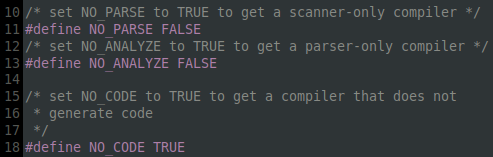 10 /* set NO_PARSE to TRUE to get a scanner-only compiler */
11 #define NO_PARSE FALSE
12 /* set NO_ANALYZE to TRUE to get a parser-only compiler */
13 #define NO_ANALYZE FALSE
14
15 /* set NO_CODE to TRUE to get a compiler that does not
16  * generate code
17  */
18 #define NO_CODE TRUE